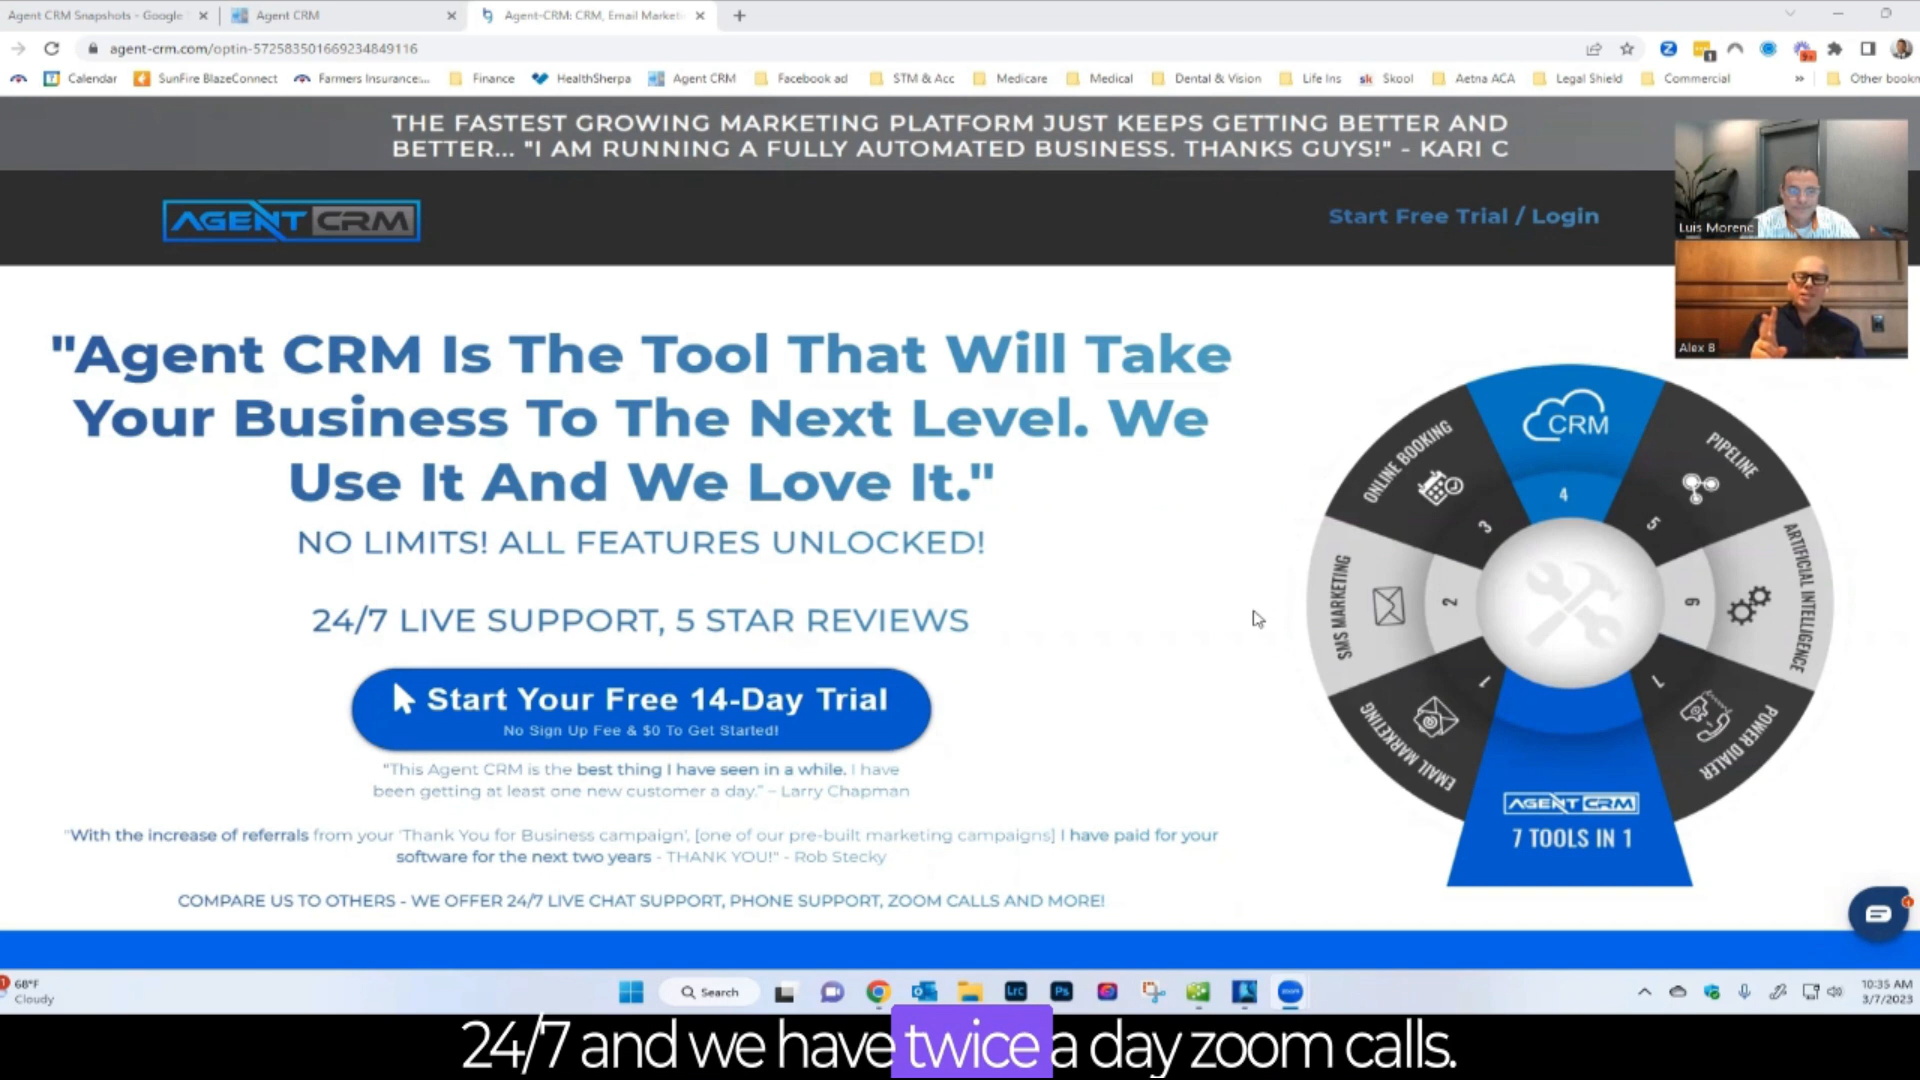 Agent CRM Snapshots - Google
Agent CRM
Agent-CRM: CRM, Email Market
agent-crm.com/optin-572583501669234849116
Calendar
SunFire BlazeConnect
Farmers Insurance:...
Finance
HealthSherpa
Agent CRM
Facebook ad
STM & Acc
Medicare
Medical
Dental & Vision
Life Ins
sk Skool
Aetna ACA
Legal Shield
Commercial
»
Other bookm
THE FASTEST GROWING MARKETING PLATFORM JUST KEEPS GETTING BETTER AND
BETTER... "I AM RUNNING A FULLY AUTOMATED BUSINESS. THANKS GUYS!" - KARI C
AGENT CRM
Start Free Trial / Login
Luis Morenc
Alex B
"Agent CRM Is The Tool That Will Take
Your Business To The Next Level. We
Use It And We Love It."
NO LIMITS! ALL FEATURES UNLOCKED!
24/7 LIVE SUPPORT, 5 STAR REVIEWS
Start Your Free 14-Day Trial
No Sign Up Fee & $0 To Get Started!
"This Agent CRM is the best thing I have seen in a while. I have
been getting at least one new customer a day." – Larry Chapman
"With the increase of referrals from your 'Thank You for Business campaign', [one of our pre-built marketing campaigns] I have paid for your
software for the next two years - THANK YOU!" - Rob Stecky
COMPARE US TO OTHERS - WE OFFER 24/7 LIVE CHAT SUPPORT, PHONE SUPPORT, ZOOM CALLS AND MORE!
EMAIL MARKETING
1
SMS MARKETING
2
ONLINE BOOKING
3
CRM
4
PIPELINE
5
ARTIFICIAL INTELLIGENCE
6
POWER DIALER
7
AGENT CRM
7 TOOLS IN 1
68°F
Cloudy
Search
Lrc
Ps
zoom
10:35 AM
3/7/2023
24/7 and we have twice a day zoom calls.